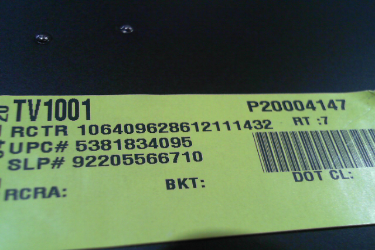 TV1001 P20004147
RCTR 106409628612111432 RT :7
UPC# 5381834095
SLP# 92205566710
RCRA: BKT: DOT CL: